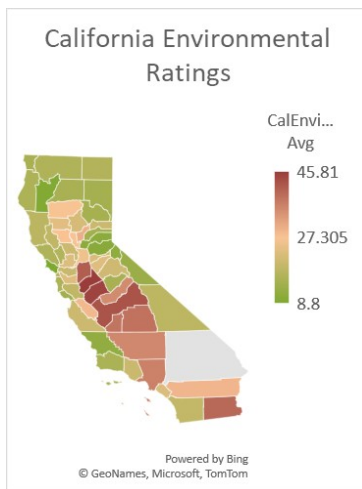 California Environmental
Ratings
CalEnvi...
Avg
45.81
27.305
8.8
Powered by Bing
© GeoNames, Microsoft, TomTom